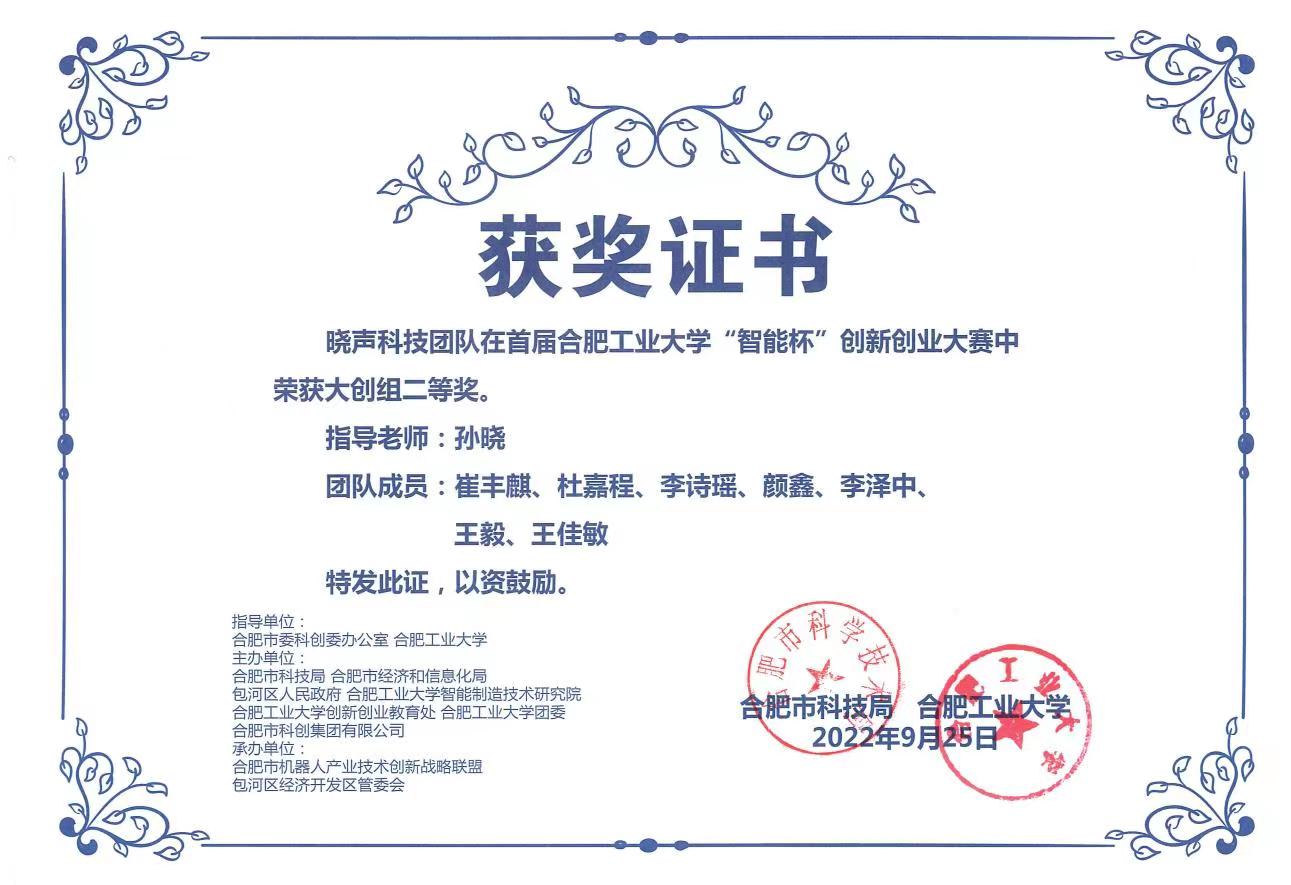 获奖证书
晓声科技团队在首届合肥工业大学“智能杯”创新创业大赛中
荣获大创组二等奖。
指导老师：孙晓
团队成员：崔丰麒、杜嘉程、李诗瑶、颜鑫、李泽中、
王毅、王佳敏
特发此证，以资鼓励。
指导单位：
合肥市委科创委办公室 合肥工业大学
主办单位：
合肥市科技局 合肥市经济和信息化局
包河区人民政府 合肥工业大学智能制造技术研究院
合肥工业大学创新创业教育处 合肥工业大学团委
合肥市科创集团有限公司
承办单位：
合肥市机器人产业技术创新战略联盟
包河区经济开发区管委会
合肥市科学技术局
合肥工业大学
合肥市科技局 合肥工业大学
2022年9月25日